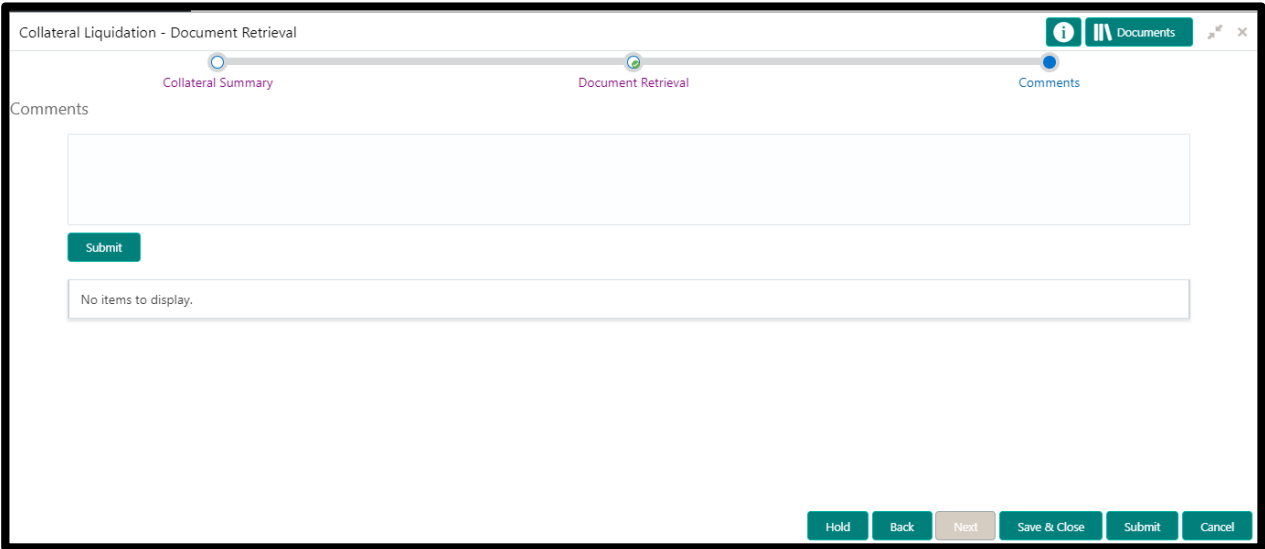 Collateral Liquidation - Document Retrieval
Documents
Collateral Summary
Document Retrieval
Comments
Comments
Submit
No items to display.
Hold
Back
Next
Save & Close
Submit
Cancel